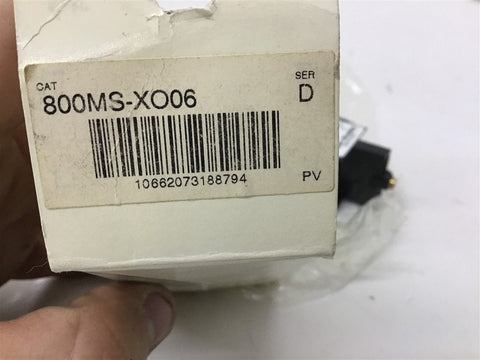 CAT SER
800MS-XO06 D
10662073188794 PV